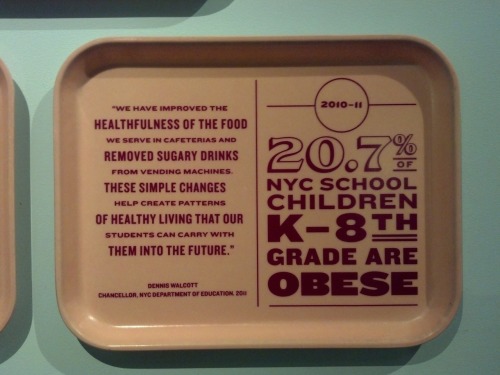 "WE HAVE IMPROVED THE
HEALTHFULNESS OF THE FOOD
WE SERVE IN CAFETERIAS AND
REMOVED SUGARY DRINKS
FROM VENDING MACHINES.
THESE SIMPLE CHANGES
HELP CREATE PATTERNS
OF HEALTHY LIVING THAT OUR
STUDENTS CAN CARRY WITH
THEM INTO THE FUTURE."
DENNIS WALCOTT
CHANCELLOR, NYC DEPARTMENT OF EDUCATION, 2011
2010–11
20.7% OF
NYC SCHOOL
CHILDREN
K–8TH
GRADE ARE
OBESE